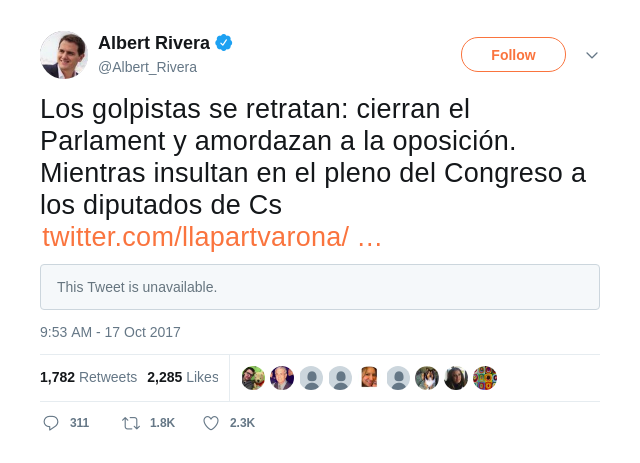 Albert Rivera
@Albert_Rivera
Follow
Los golpistas se retratan: cierran el
Parlament y amordazan a la oposición.
Mientras insultan en el pleno del Congreso a
los diputados de Cs
twitter.com/llapartvarona/ …
This Tweet is unavailable.
9:53 AM - 17 Oct 2017
1,782 Retweets 2,285 Likes
311 1.8K 2.3K